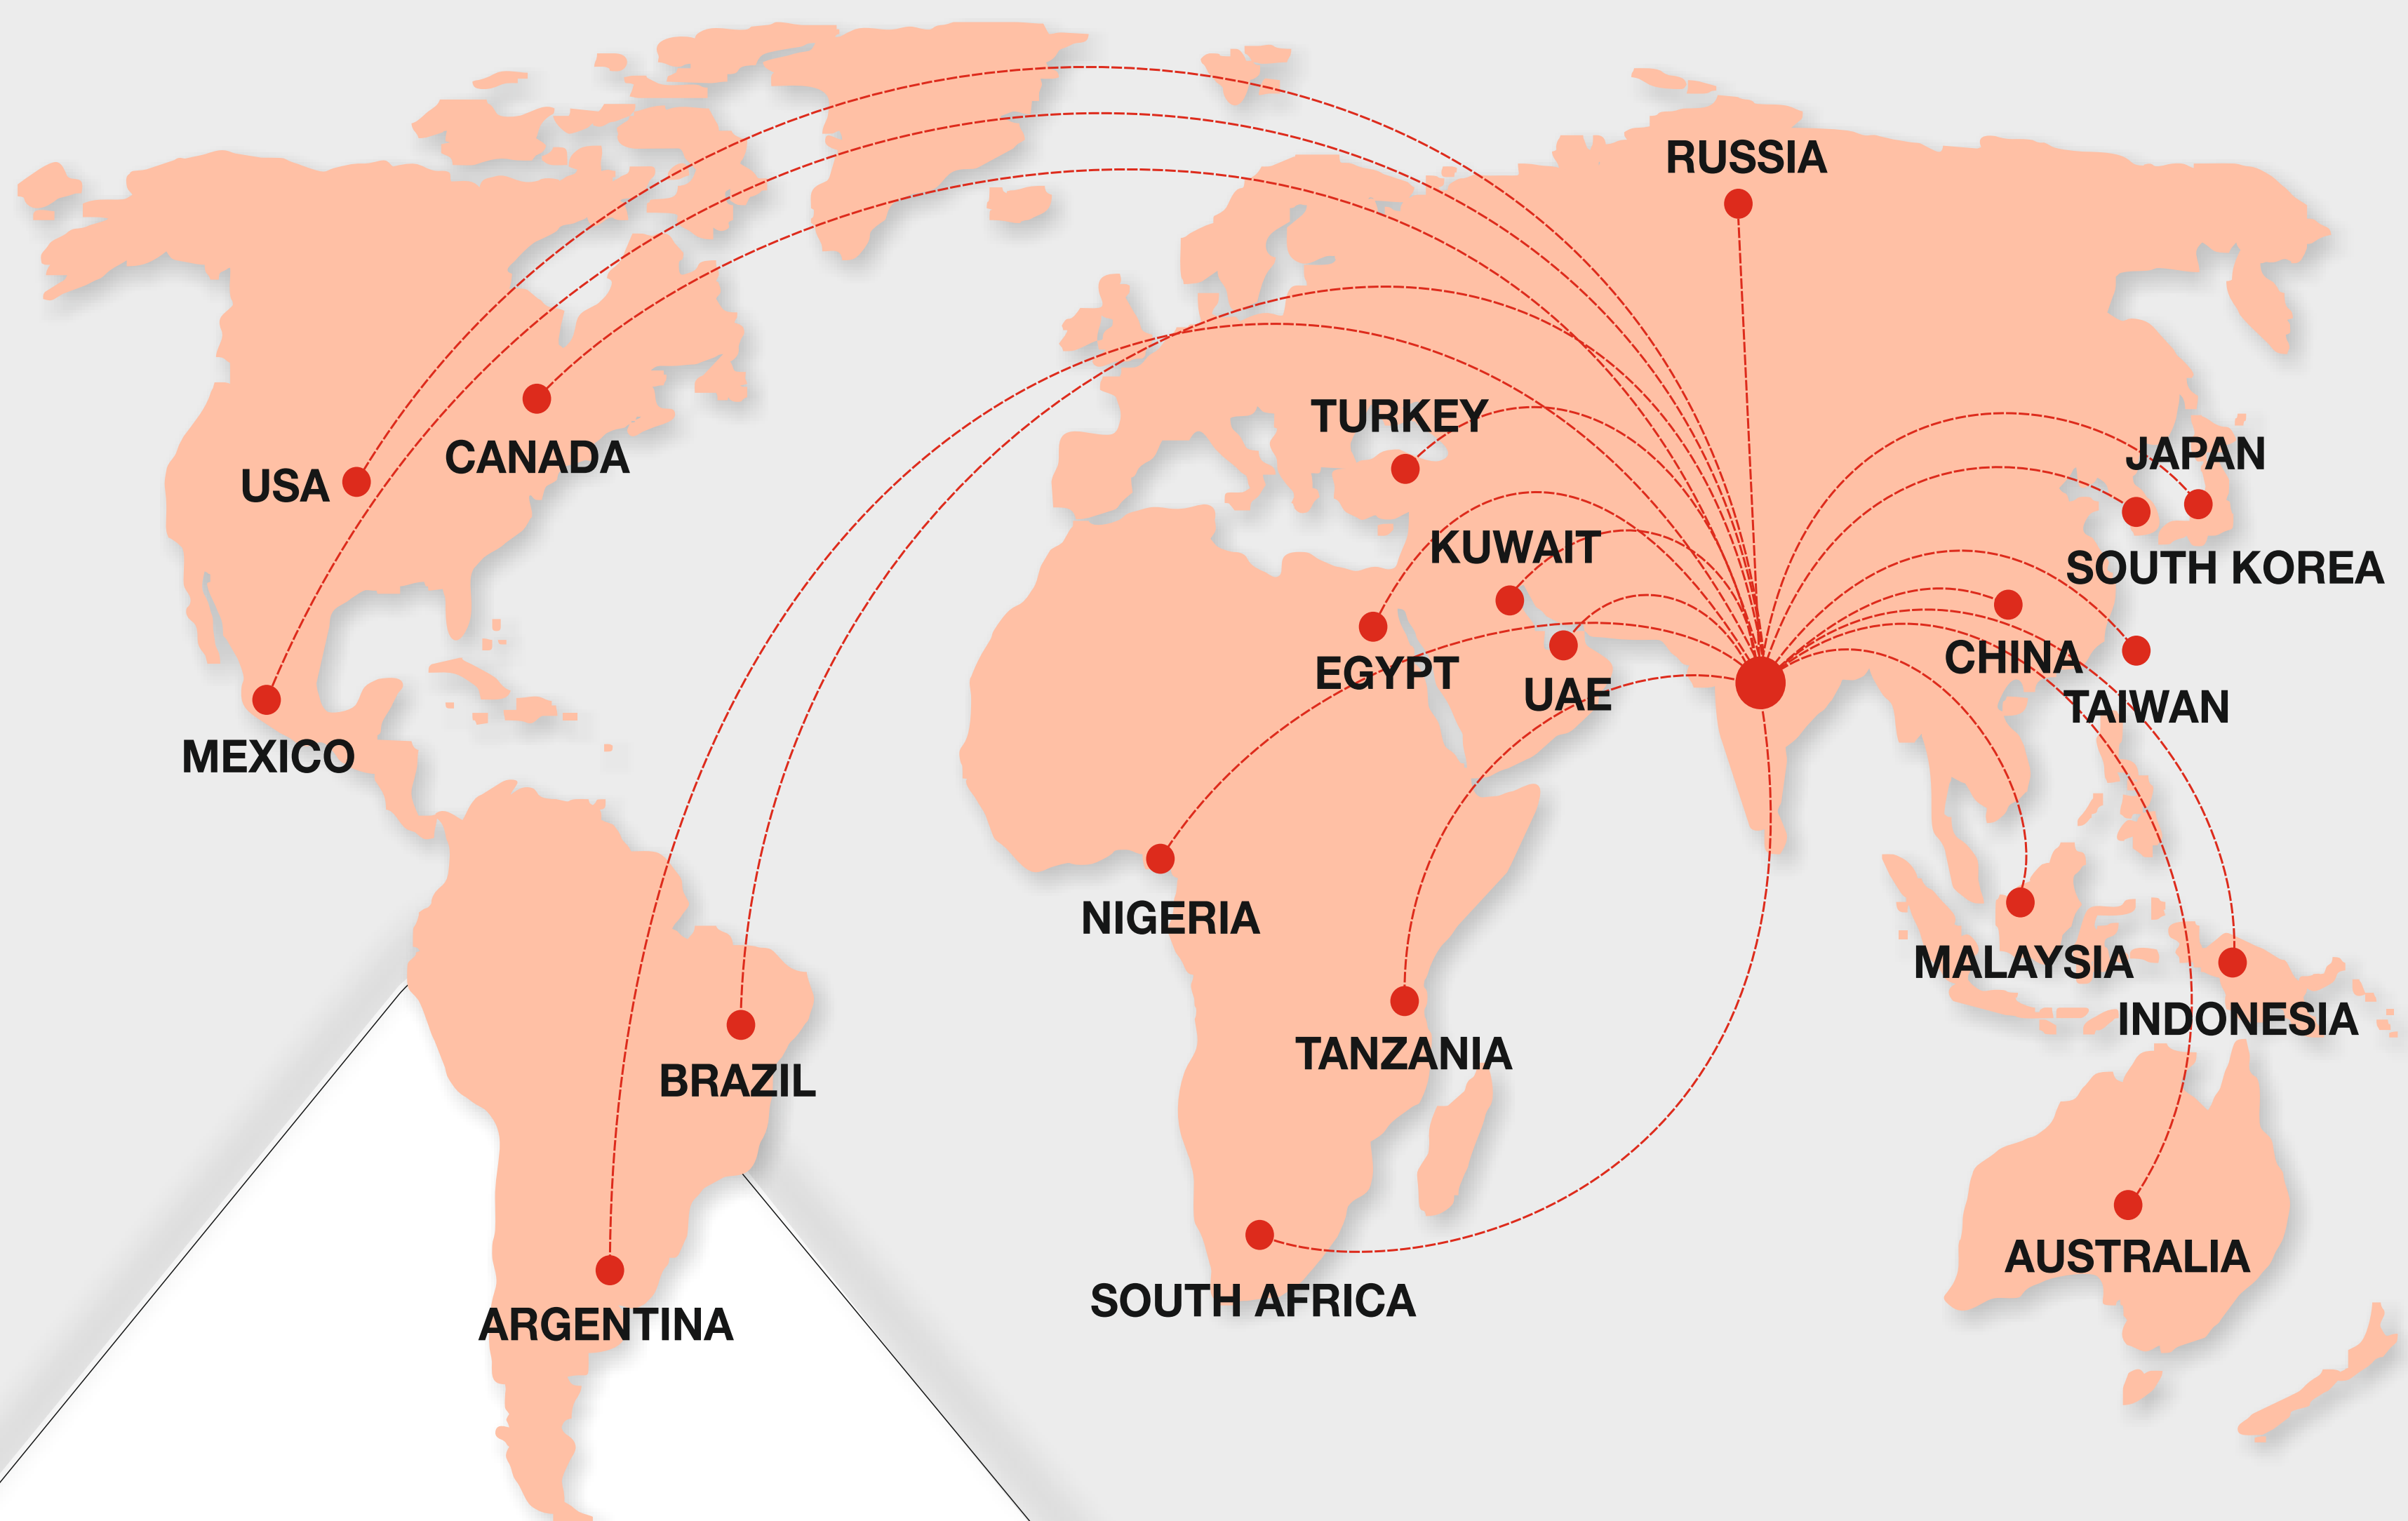 RUSSIA
TURKEY
CANADA
USA
JAPAN
KUWAIT
SOUTH KOREA
EGYPT
CHINA
UAE
TAIWAN
MEXICO
NIGERIA
MALAYSIA
INDONESIA
TANZANIA
BRAZIL
AUSTRALIA
SOUTH AFRICA
ARGENTINA